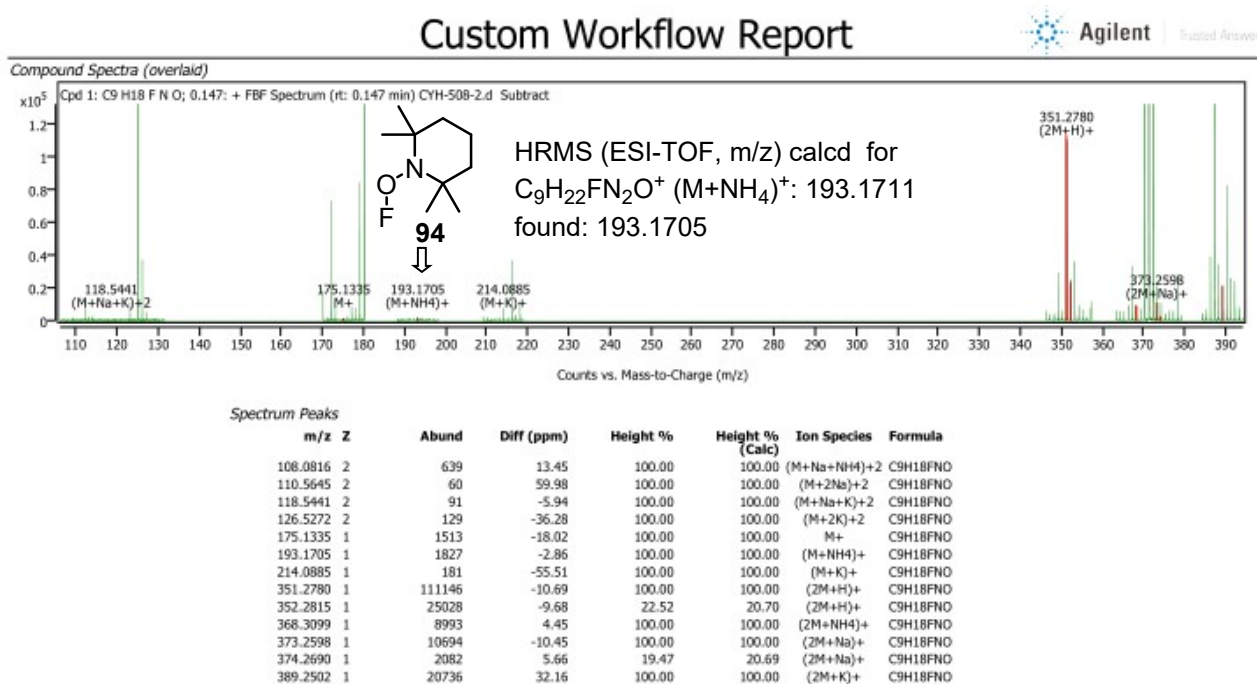 Custom Workflow Report
Agilent
Trusted Answers
Compound Spectra (overlaid)
x10⁵
Cpd 1: C9 H18 F N O; 0.147: + FBF Spectrum (rt: 0.147 min) CYH-508-2.d Subtract
1.2
1
0.8
0.6
0.4
0.2
0
N
O
F
94
HRMS (ESI-TOF, m/z) calcd for
C₉H₂₂FN₂O⁺ (M+NH₄)⁺: 193.1711
found: 193.1705
118.5441
(M+Na+K)+2
175.1335
M+
193.1705
(M+NH4)+
214.0885
(M+K)+
351.2780
(2M+H)+
373.2598
(2M+Na)+
110 120 130 140 150 160 170 180 190 200 210 220 230 240 250 260 270 280 290 300 310 320 330 340 350 360 370 380 390
Counts vs. Mass-to-Charge (m/z)
Spectrum Peaks
m/z Z Abund Diff (ppm) Height % Height % (Calc) Ion Species Formula
108.0816 2 639 13.45 100.00 100.00 (M+Na+NH4)+2 C9H18FNO
110.5645 2 60 59.98 100.00 100.00 (M+2Na)+2 C9H18FNO
118.5441 2 91 -5.94 100.00 100.00 (M+Na+K)+2 C9H18FNO
126.5272 2 129 -36.28 100.00 100.00 (M+2K)+2 C9H18FNO
175.1335 1 1513 -18.02 100.00 100.00 M+ C9H18FNO
193.1705 1 1827 -2.86 100.00 100.00 (M+NH4)+ C9H18FNO
214.0885 1 181 -55.51 100.00 100.00 (M+K)+ C9H18FNO
351.2780 1 111146 -10.69 100.00 100.00 (2M+H)+ C9H18FNO
352.2815 1 25028 -9.68 22.52 20.70 (2M+H)+ C9H18FNO
368.3099 1 8993 4.45 100.00 100.00 (2M+NH4)+ C9H18FNO
373.2598 1 10694 -10.45 100.00 100.00 (2M+Na)+ C9H18FNO
374.2690 1 2082 5.66 19.47 20.69 (2M+Na)+ C9H18FNO
389.2502 1 20736 32.16 100.00 100.00 (2M+K)+ C9H18FNO